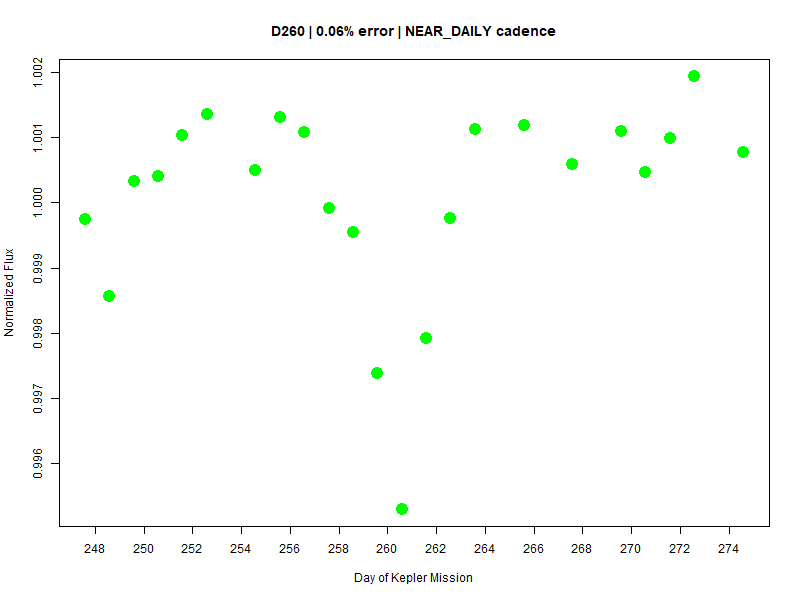 D260 | 0.06% error | NEAR_DAILY cadence
1.002
1.001
1.000
0.999
0.998
0.997
0.996
Normalized Flux
248 250 252 254 256 258 260 262 264 266 268 270 272 274
Day of Kepler Mission